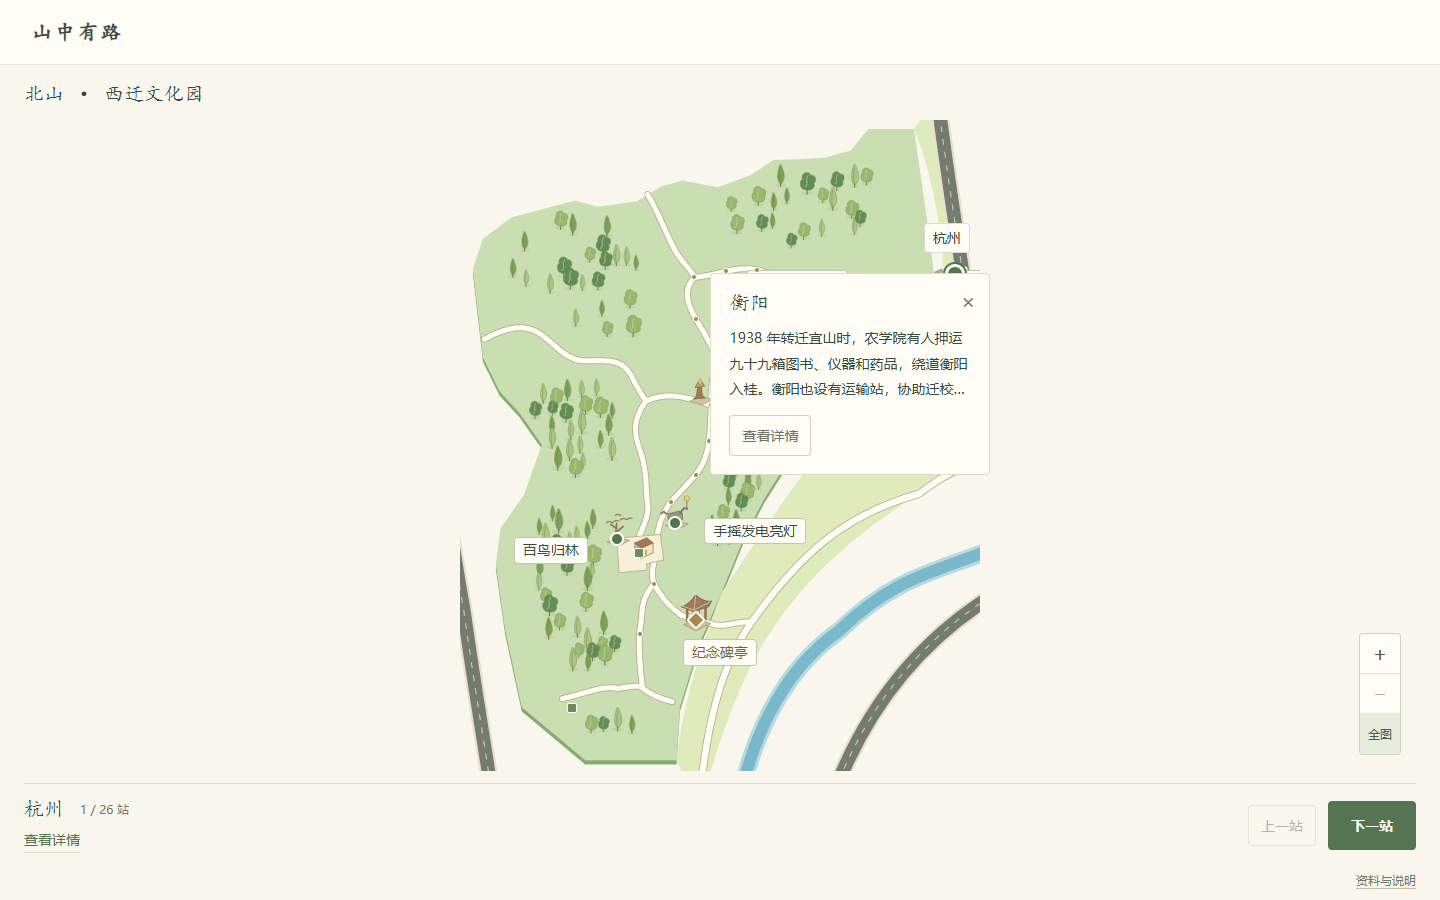 山中有路
北山 • 西迁文化园
杭州
衡阳
×
1938 年转迁宜山时，农学院有人押运
九十九箱图书、仪器和药品，绕道衡阳
入桂。衡阳也设有运输站，协助迁校...
查看详情
手摇发电亮灯
百鸟归林
纪念碑亭
+
−
全图
杭州 1 / 26 站
查看详情
上一站
下一站
资料与说明